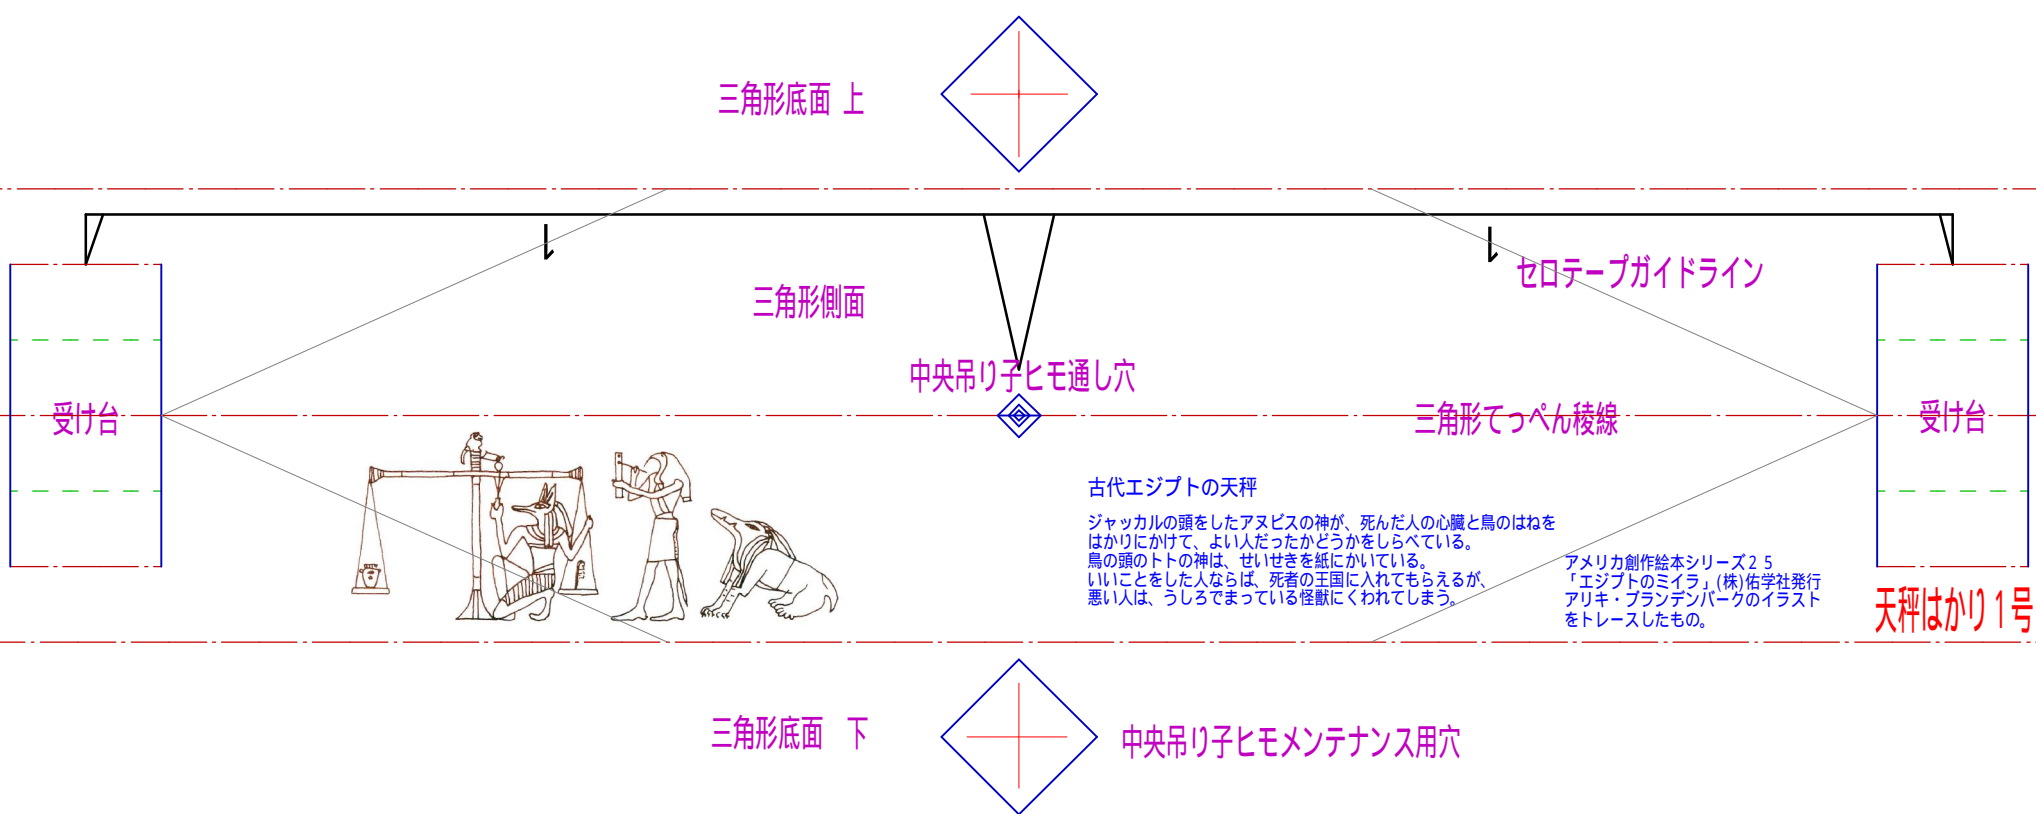 三角形底面 上
セロテープガイドライン
三角形側面
中央吊り子ヒモ通し穴
受け台
三角形てっぺん稜線
受け台
古代エジプトの天秤
ジャッカルの頭をしたアヌビスの神が、死んだ人の心臓と鳥のはねを
はかりにかけて、よい人だったかどうかをしらべている。
鳥の頭のトトの神は、せいせきを紙にかいている。
いいことをした人ならば、死者の王国に入れてもらえるが、
悪い人は、うしろでまっている怪獣にくわれてしまう。
アメリカ創作絵本シリーズ25
「エジプトのミイラ」(株)佑学社発行
アリキ・ブランデンバークのイラスト
をトレースしたもの。
天秤はかり1号
三角形底面 下
中央吊り子ヒモメンテナンス用穴